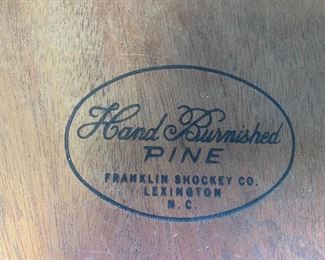 Hand Burnished
PINE
FRANKLIN SHOCKEY CO.
LEXINGTON
N.C.